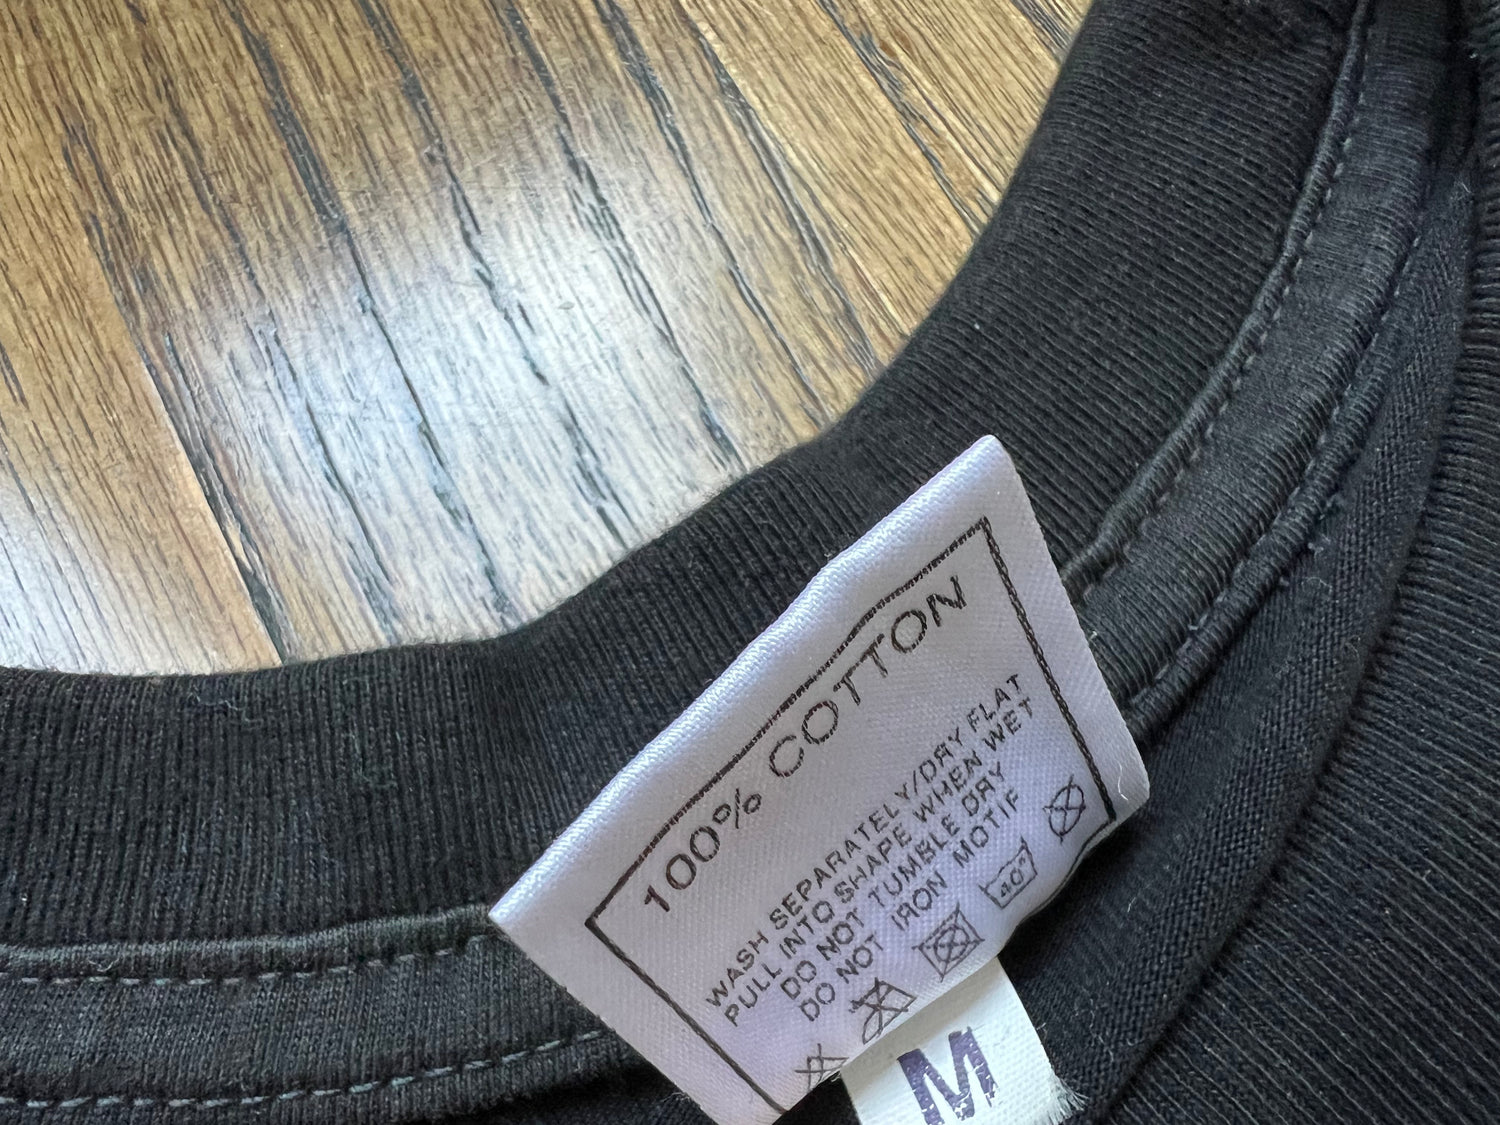 100% COTTON
WASH SEPARATELY/DRY FLAT
PULL INTO SHAPE WHEN WET
DO NOT TUMBLE DRY
DO NOT IRON MOTIF
40°
M